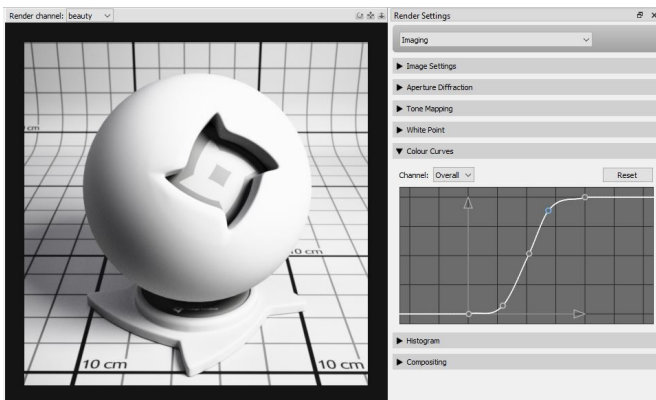 Render channel: beauty
Render Settings
Imaging
Image Settings
Aperture Diffraction
Tone Mapping
White Point
Colour Curves
Channel: Overall
Reset
Histogram
Compositing
cm
0 cm
10 cm
10 cm